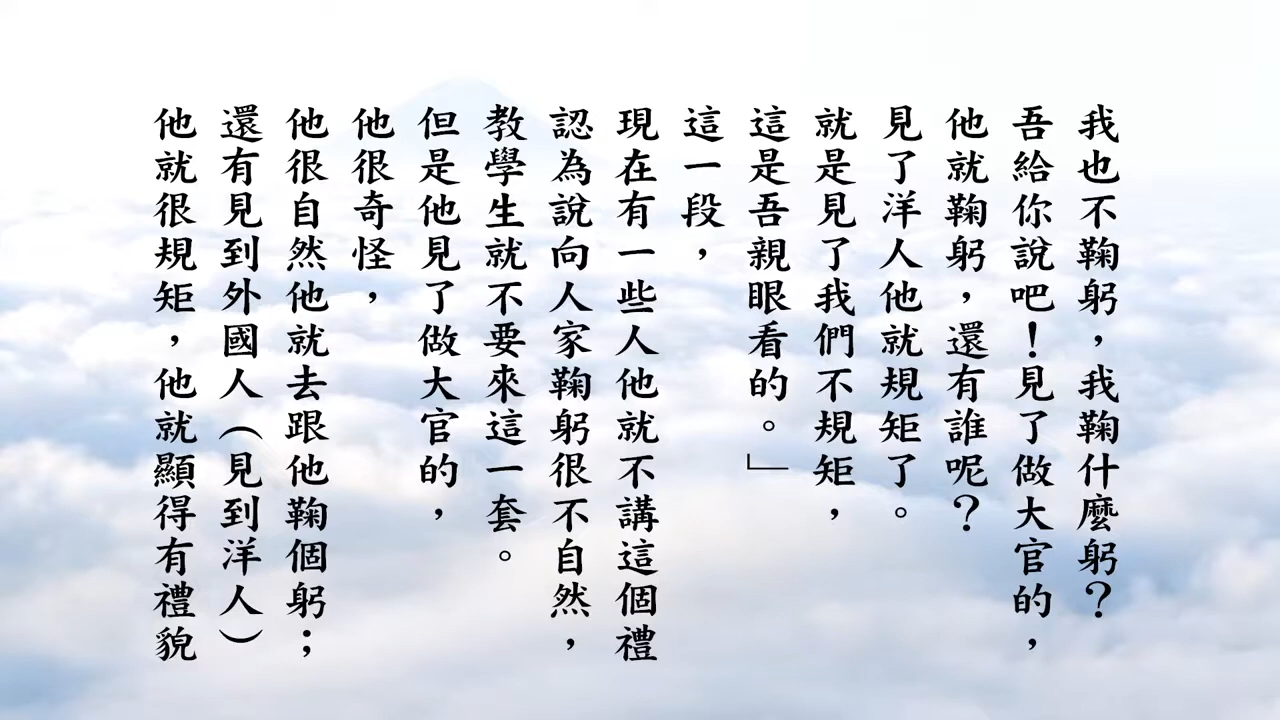 我也不鞠躬，我鞠什麼躬？
吾給你說吧！見了做大官的，
他就鞠躬，還有誰呢？
見了洋人他就規矩了。
就是見了我們不規矩，
這是吾親眼看的。」
這一段，
現在有一些人他就不講這個禮
認為說向人家鞠躬很不自然，
教學生就不要來這一套。
但是他見了做大官的，
他很奇怪，
他很自然他就去跟他鞠個躬；
還有見到外國人（見到洋人）
他就很規矩，他就顯得有禮貌